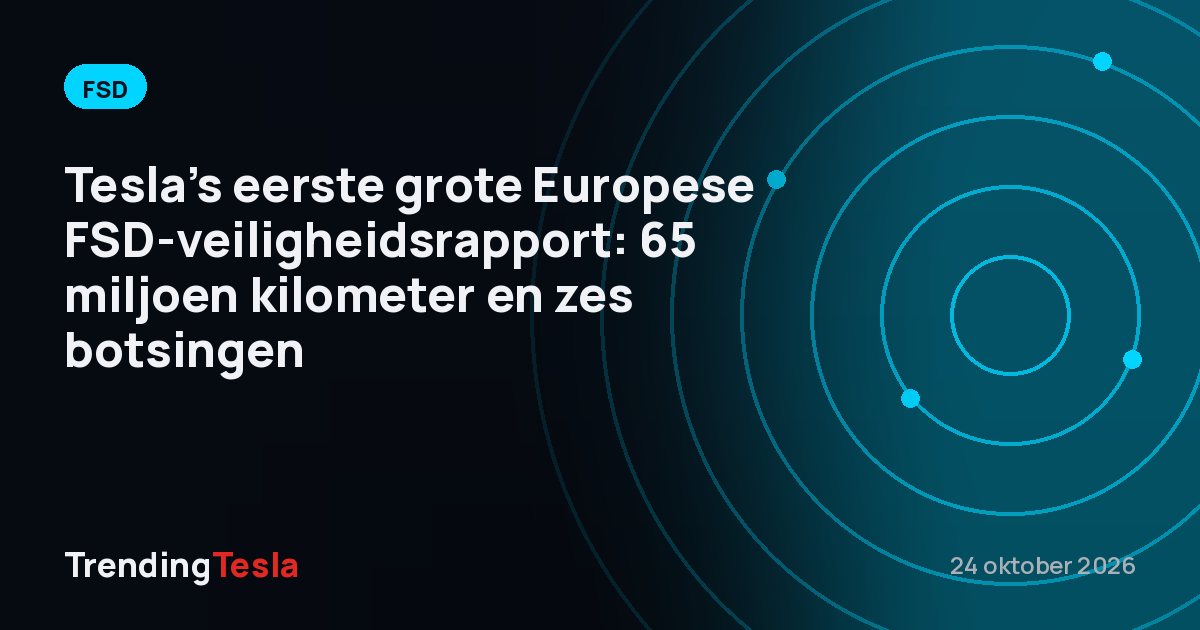 FSD
Tesla’s eerste grote Europese
FSD-veiligheidsrapport: 65
miljoen kilometer en zes
botsingen
TrendingTesla
24 oktober 2026